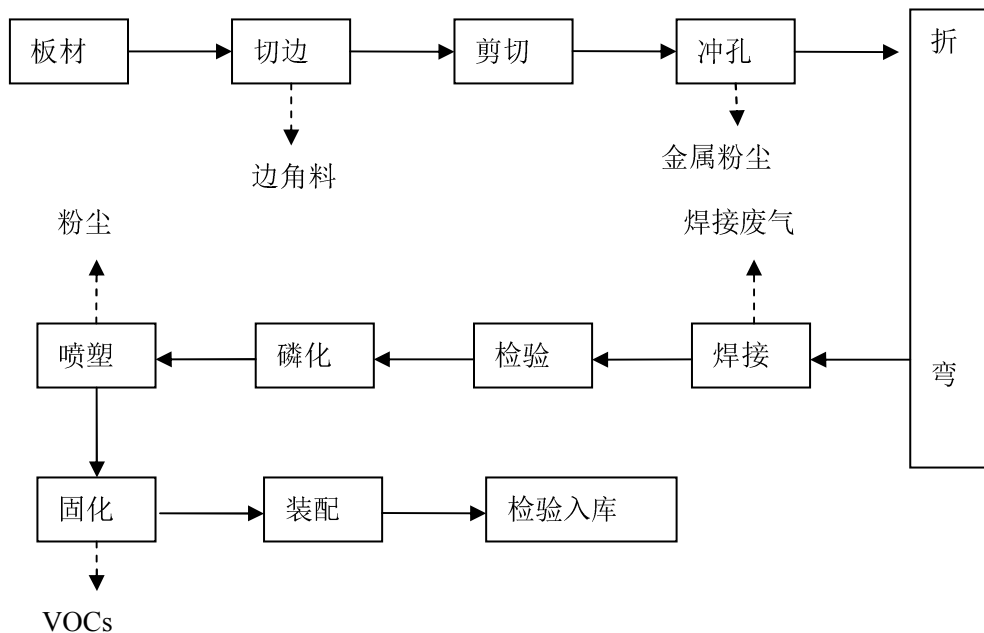 板材
切边
剪切
冲孔
折弯
边角料
金属粉尘
粉尘
焊接废气
喷塑
磷化
检验
焊接
固化
装配
检验入库
VOCs